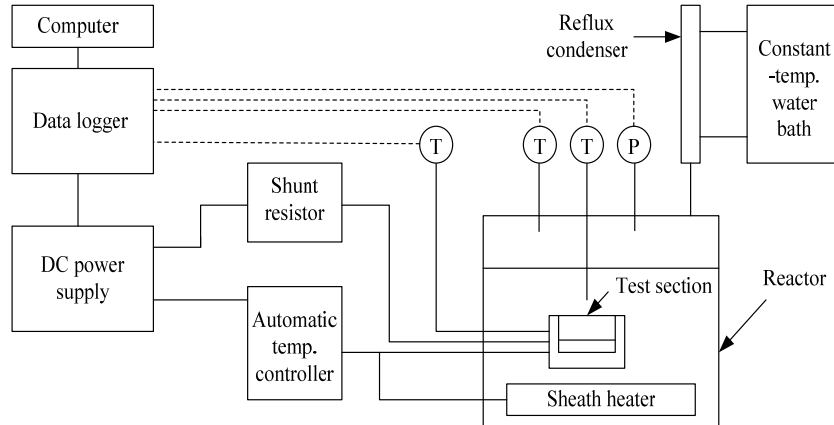 Computer
Data logger
DC power
supply
Shunt
resistor
Automatic
temp.
controller
T
T
T
P
Reflux
condenser
Constant
-temp.
water
bath
Test section
Reactor
Sheath heater